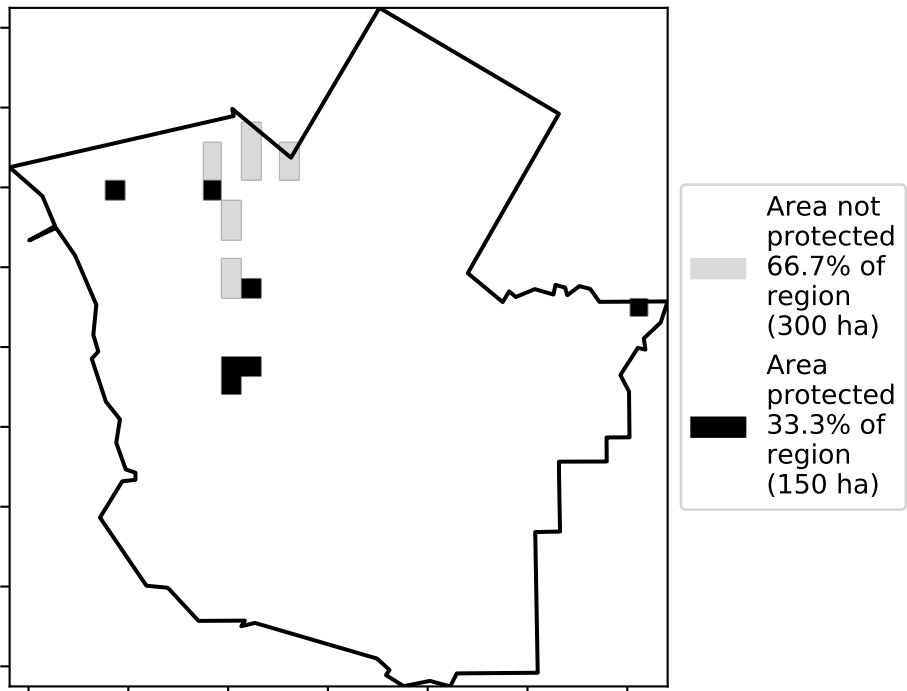 Area not
protected
66.7% of
region
(300 ha)
Area
protected
33.3% of
region
(150 ha)